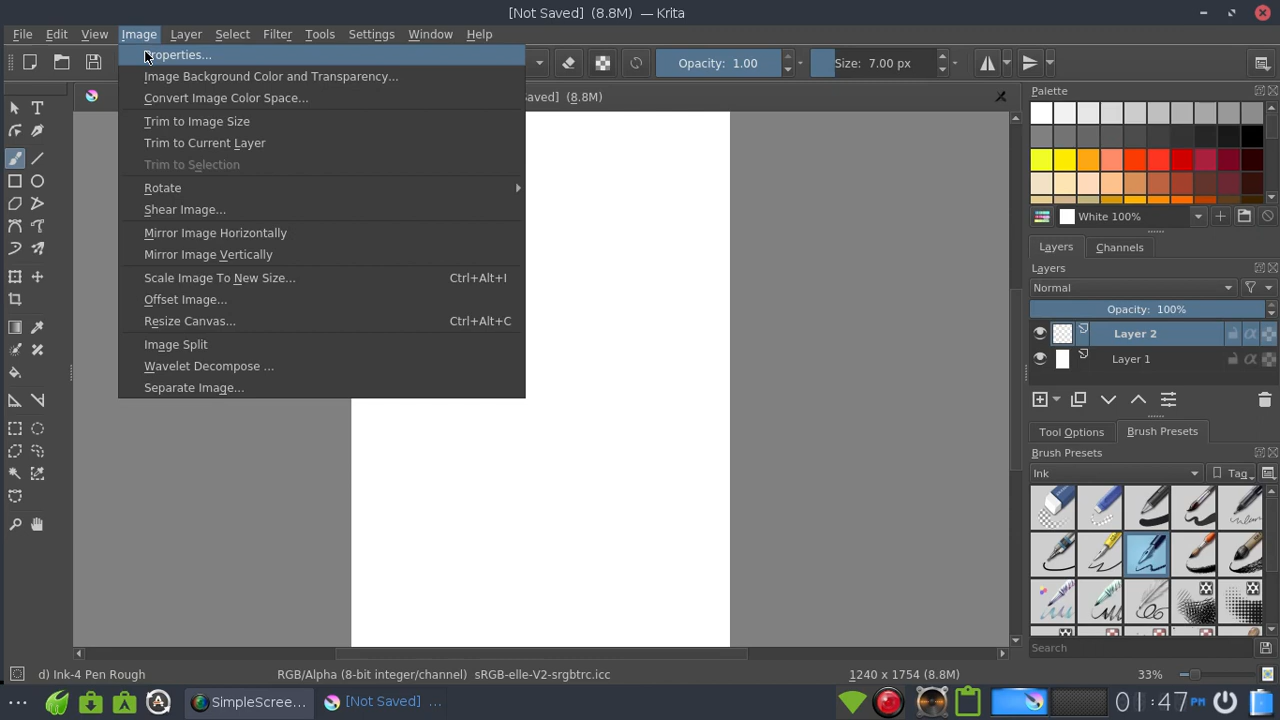 [Not Saved] (8.8M) — Krita
File Edit View Image Layer Select Filter Tools Settings Window Help
Properties...
Image Background Color and Transparency...
Convert Image Color Space...
Trim to Image Size
Trim to Current Layer
Trim to Selection
Rotate
Shear Image...
Mirror Image Horizontally
Mirror Image Vertically
Scale Image To New Size... Ctrl+Alt+I
Offset Image...
Resize Canvas... Ctrl+Alt+C
Image Split
Wavelet Decompose ...
Separate Image...
Opacity: 1.00 Size: 7.00 px
(8.8M)
Palette
White 100%
Layers Channels
Layers
Normal
Opacity: 100%
Layer 2
Layer 1
Tool Options Brush Presets
Brush Presets
Ink Tag
Search
d) Ink-4 Pen Rough RGB/Alpha (8-bit integer/channel) sRGB-elle-V2-srgbtrc.icc 1240 x 1754 (8.8M) 33%
SimpleScree... [Not Saved] ... 01:47 PM